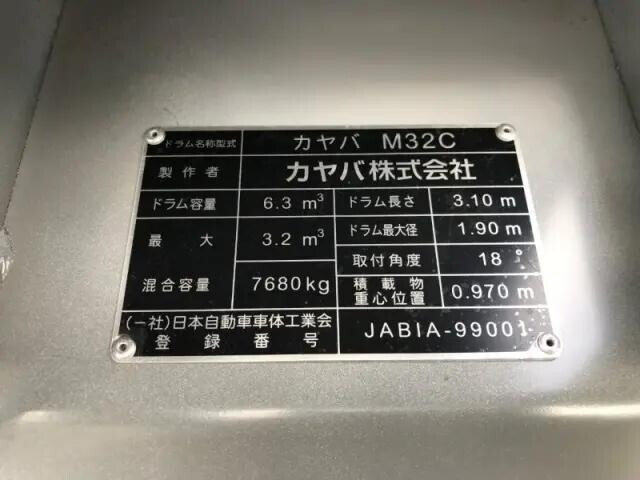 ドラム名称型式 カヤバ M32C
製作者 カヤバ株式会社
ドラム容量 6.3 m³ ドラム長さ 3.10 m
最大 3.2 m³ ドラム最大径 1.90 m
取付角度 18°
混合容量 7680kg 積載物重心位置 0.970 m
(一社)日本自動車車体工業会
登録番号 JABIA-99001